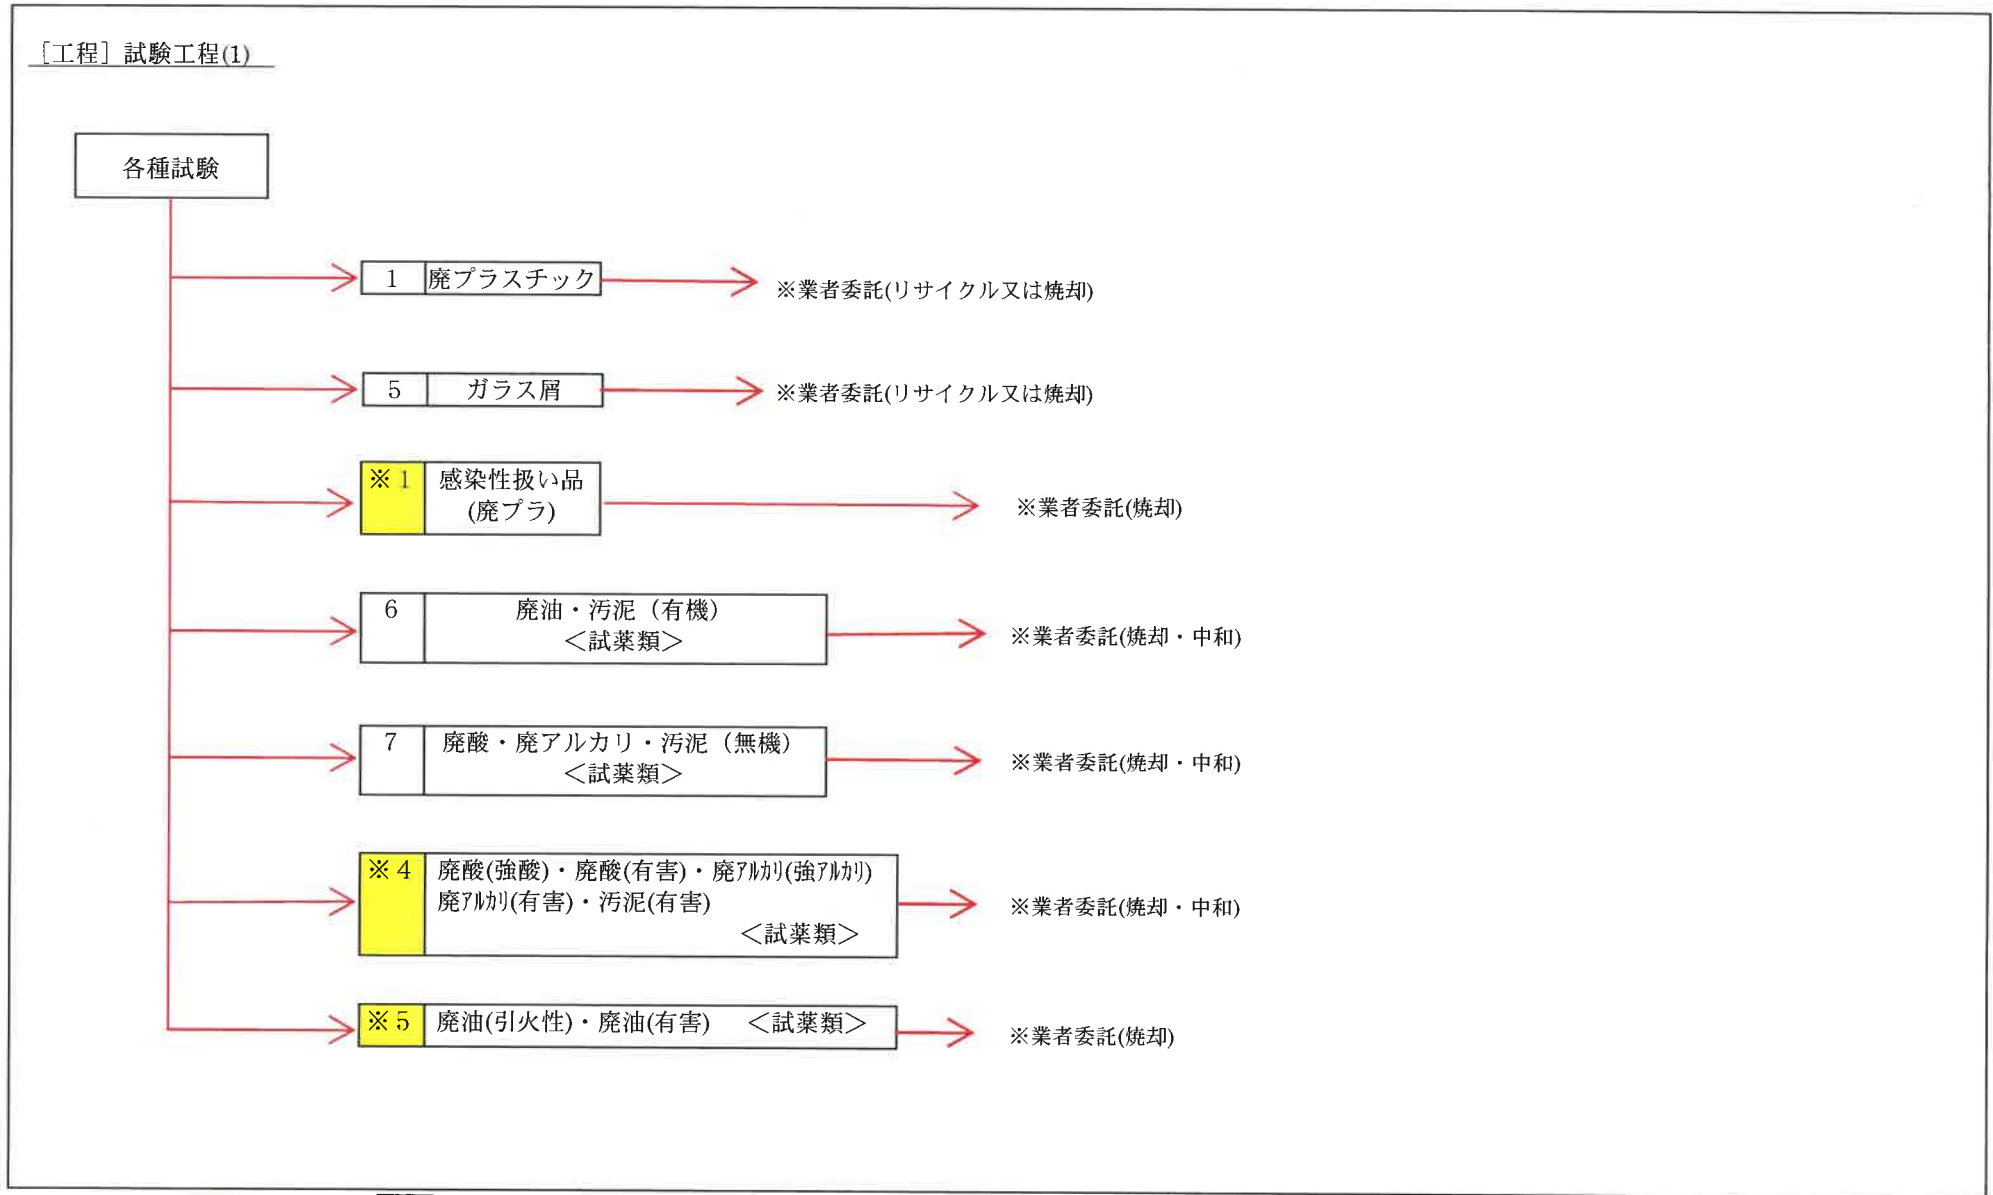 ［工程］試験工程(1)
各種試験
1 廃プラスチック ※業者委託(リサイクル又は焼却)
5 ガラス屑 ※業者委託(リサイクル又は焼却)
※1 感染性扱い品
(廃プラ)
※業者委託(焼却)
6 廃油・汚泥（有機）
＜試薬類＞
※業者委託(焼却・中和)
7 廃酸・廃アルカリ・汚泥（無機）
＜試薬類＞
※業者委託(焼却・中和)
※4 廃酸(強酸)・廃酸(有害)・廃ｱﾙｶﾘ(強ｱﾙｶﾘ)
廃ｱﾙｶﾘ(有害)・汚泥(有害)
＜試薬類＞
※業者委託(焼却・中和)
※5 廃油(引火性)・廃油(有害) ＜試薬類＞ ※業者委託(焼却)